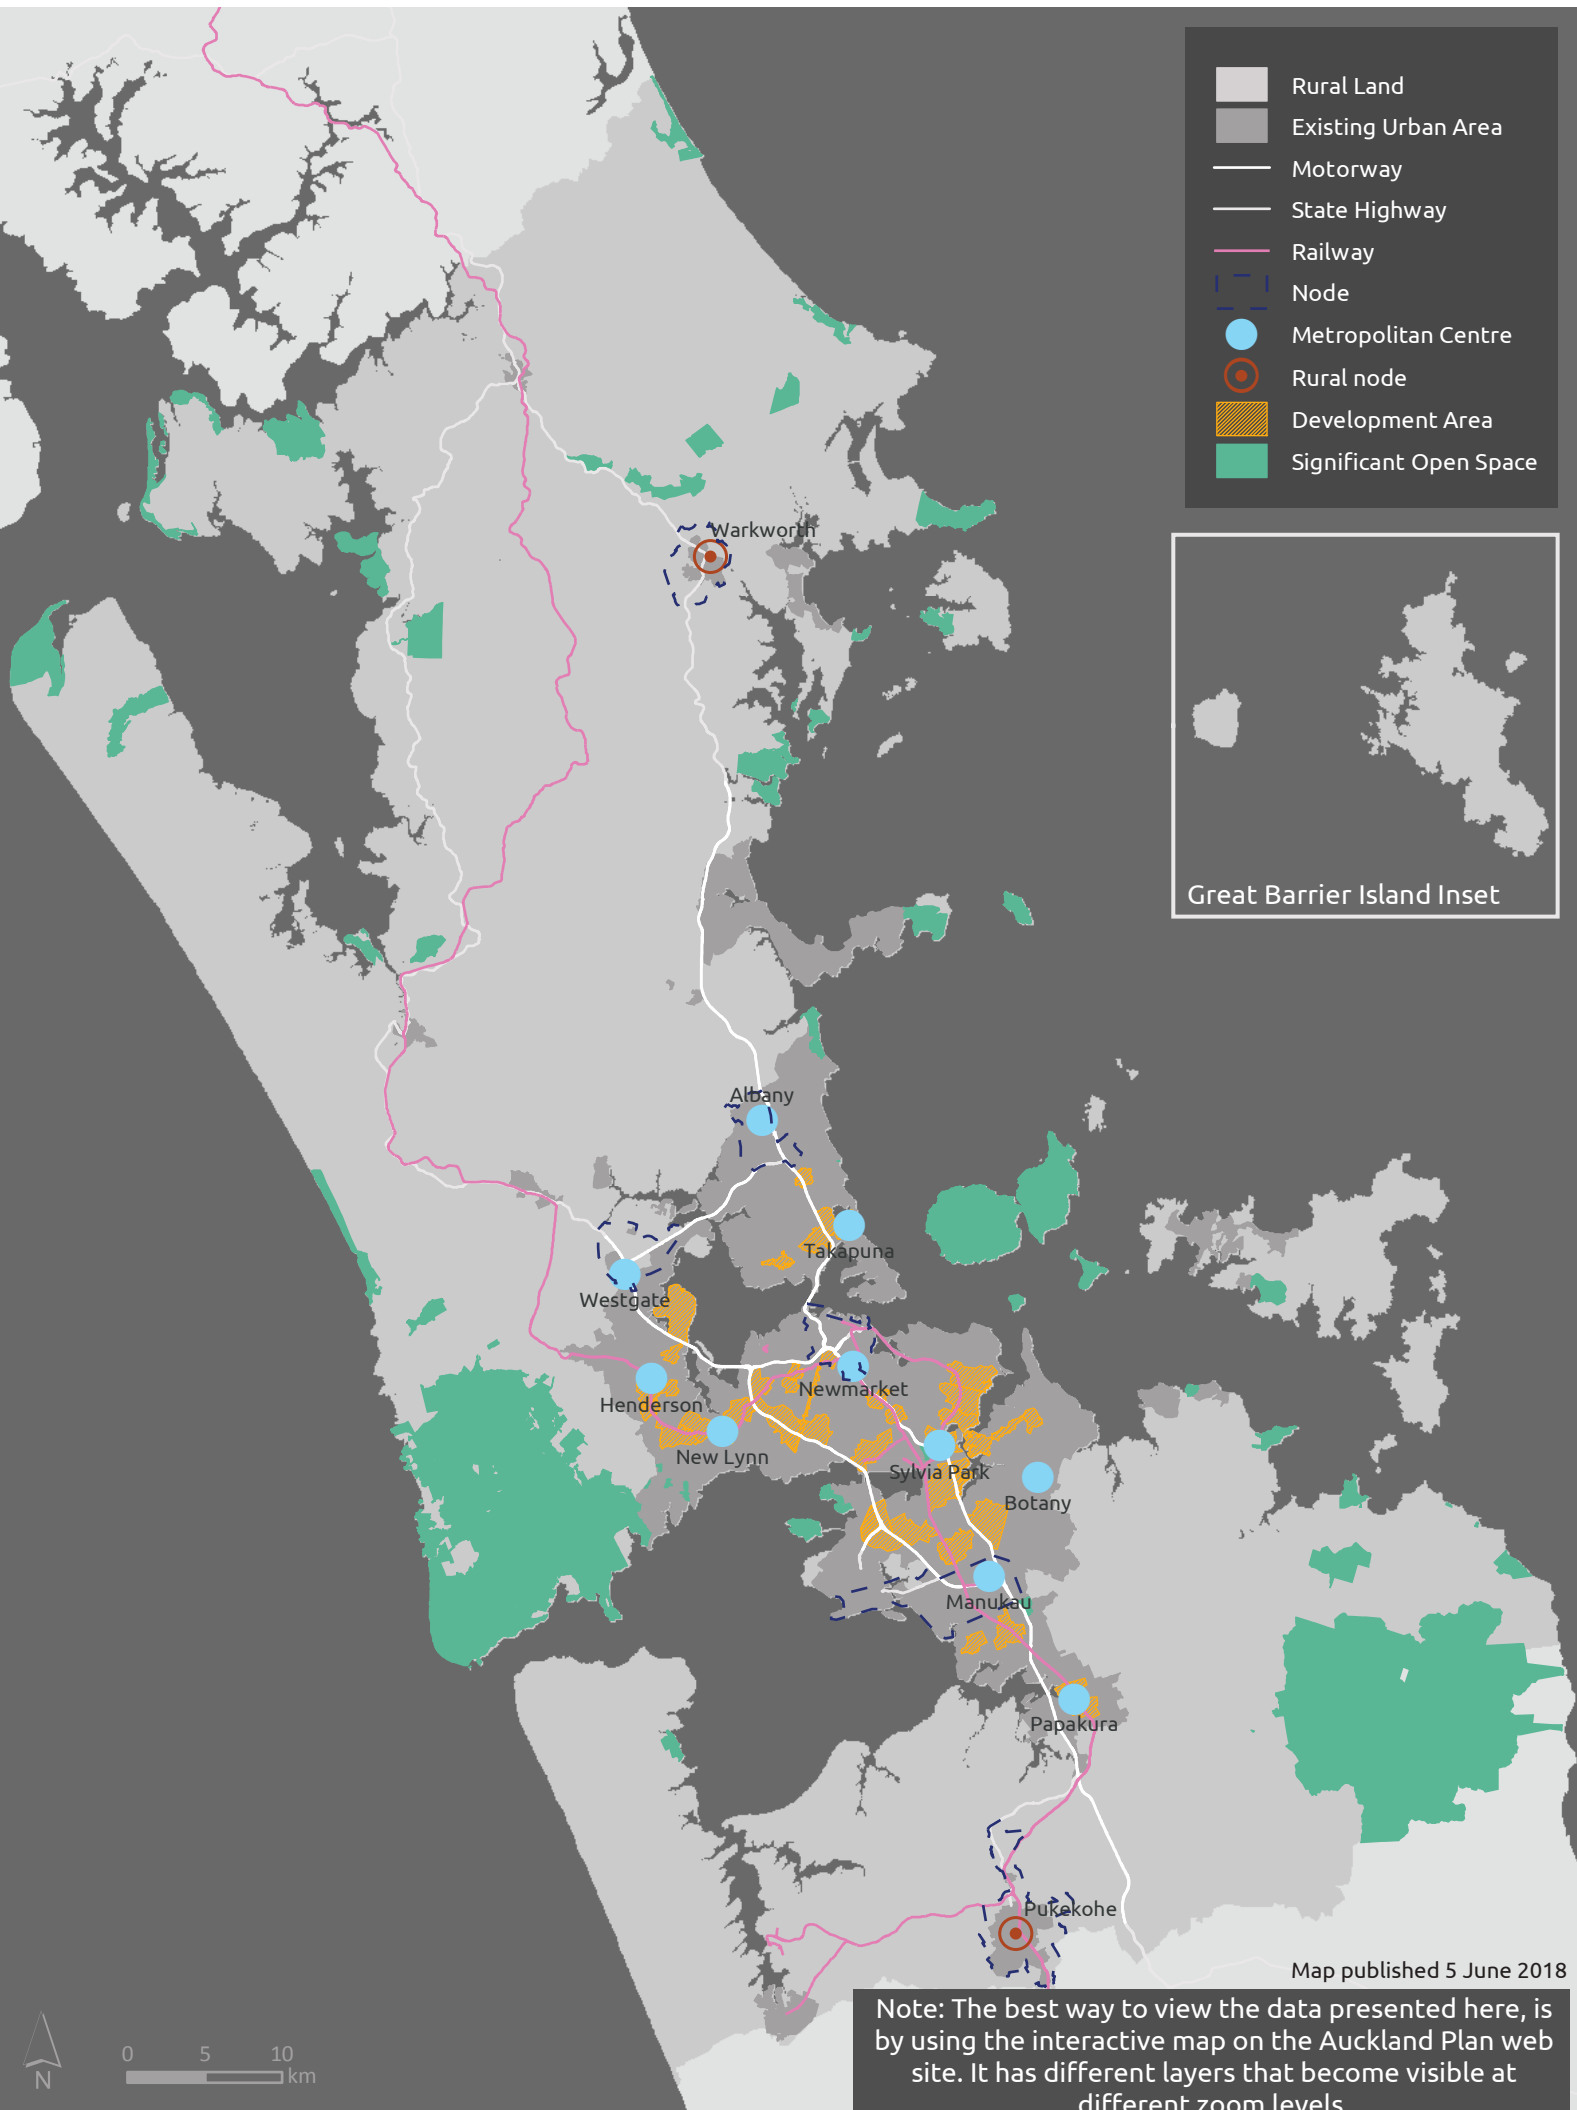 Rural Land
Existing Urban Area
Motorway
State Highway
Railway
Node
Metropolitan Centre
Rural node
Development Area
Significant Open Space
Warkworth
Great Barrier Island Inset
Albany
Takapuna
Westgate
Newmarket
Henderson
New Lynn
Sylvia Park
Botany
Manukau
Papakura
Pukekohe
Map published 5 June 2018
Note: The best way to view the data presented here, is
by using the interactive map on the Auckland Plan web
site. It has different layers that become visible at
different zoom levels
0 5 10
km
N